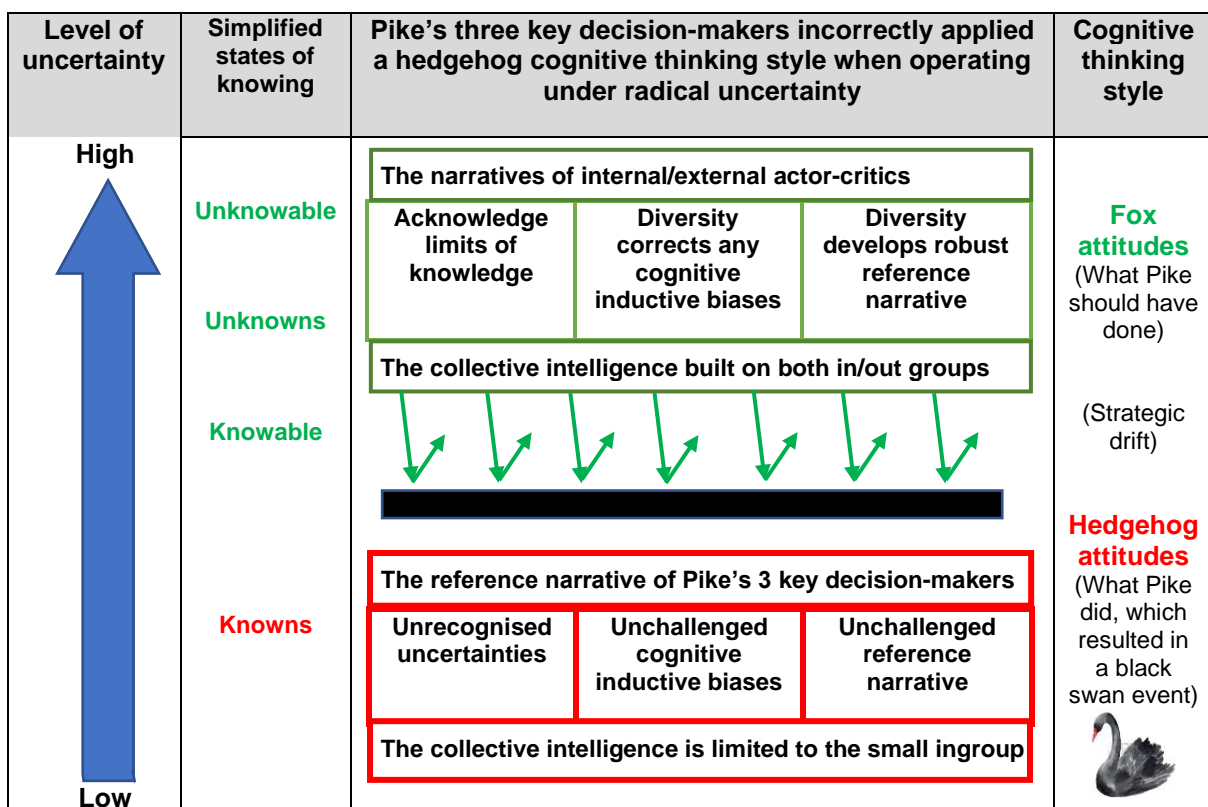 Level of
uncertainty
Simplified
states of
knowing
Pike’s three key decision-makers incorrectly applied
a hedgehog cognitive thinking style when operating
under radical uncertainty
Cognitive
thinking
style
High
Low
Unknowable
Unknowns
Knowable
Knowns
The narratives of internal/external actor-critics
Acknowledge
limits of
knowledge
Diversity
corrects any
cognitive
inductive biases
Diversity
develops robust
reference
narrative
The collective intelligence built on both in/out groups
The reference narrative of Pike’s 3 key decision-makers
Unrecognised
uncertainties
Unchallenged
cognitive
inductive biases
Unchallenged
reference
narrative
The collective intelligence is limited to the small ingroup
Fox
attitudes
(What Pike
should have
done)
(Strategic
drift)
Hedgehog
attitudes
(What Pike
did, which
resulted in
a black
swan event)